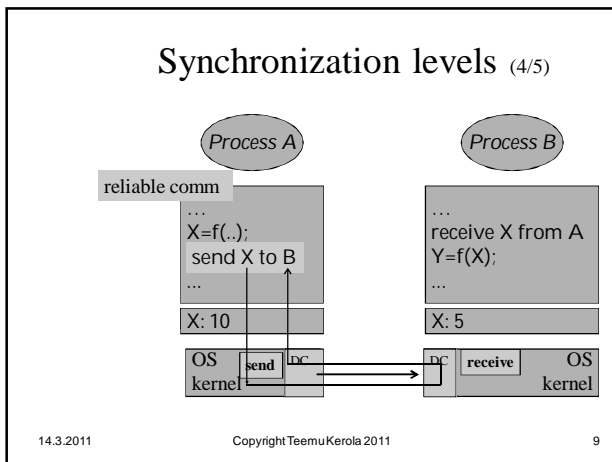 Synchronization levels (4/5)
Process A
Process B
reliable comm
...
X=f(..);
send X to B
...
...
receive X from A
Y=f(X);
...
X: 10
X: 5
OS
kernel
send
DC
DC
receive
OS
kernel
14.3.2011
Copyright Teemu Kerola 2011
9